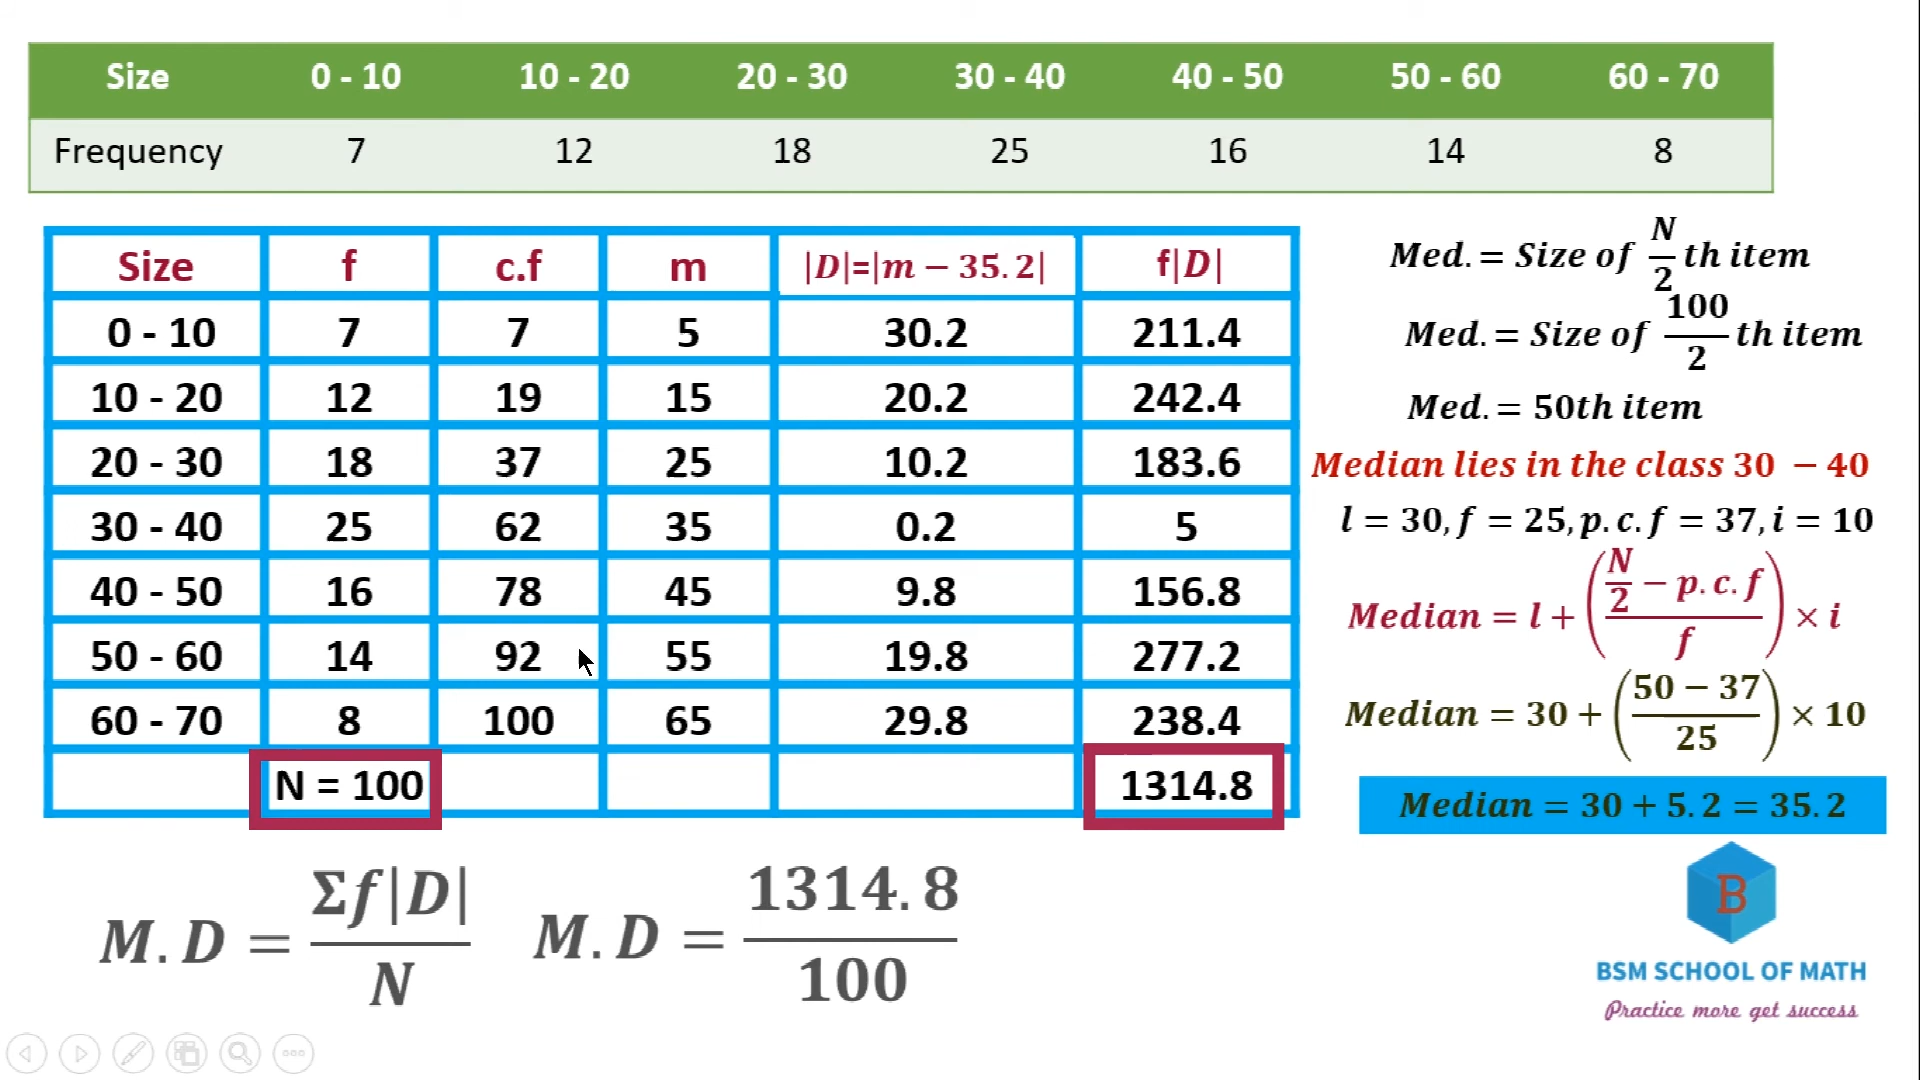 Size 0 - 10 10 - 20 20 - 30 30 - 40 40 - 50 50 - 60 60 - 70
Frequency 7 12 18 25 16 14 8
Size f c.f m |D|=|m − 35.2| f|D|
0 - 10 7 7 5 30.2 211.4
10 - 20 12 19 15 20.2 242.4
20 - 30 18 37 25 10.2 183.6
30 - 40 25 62 35 0.2 5
40 - 50 16 78 45 9.8 156.8
50 - 60 14 92 55 19.8 277.2
60 - 70 8 100 65 29.8 238.4
N = 100 1314.8
M.D = Σf|D| / N M.D = 1314.8 / 100
Med. = Size of N/2 th item
Med. = Size of 100/2 th item
Med. = 50th item
Median lies in the class 30 − 40
l = 30, f = 25, p.c.f = 37, i = 10
Median = l + ((N/2 − p.c.f) / f) × i
Median = 30 + ((50 − 37) / 25) × 10
Median = 30 + 5.2 = 35.2
B
BSM SCHOOL OF MATH
Practice more get success